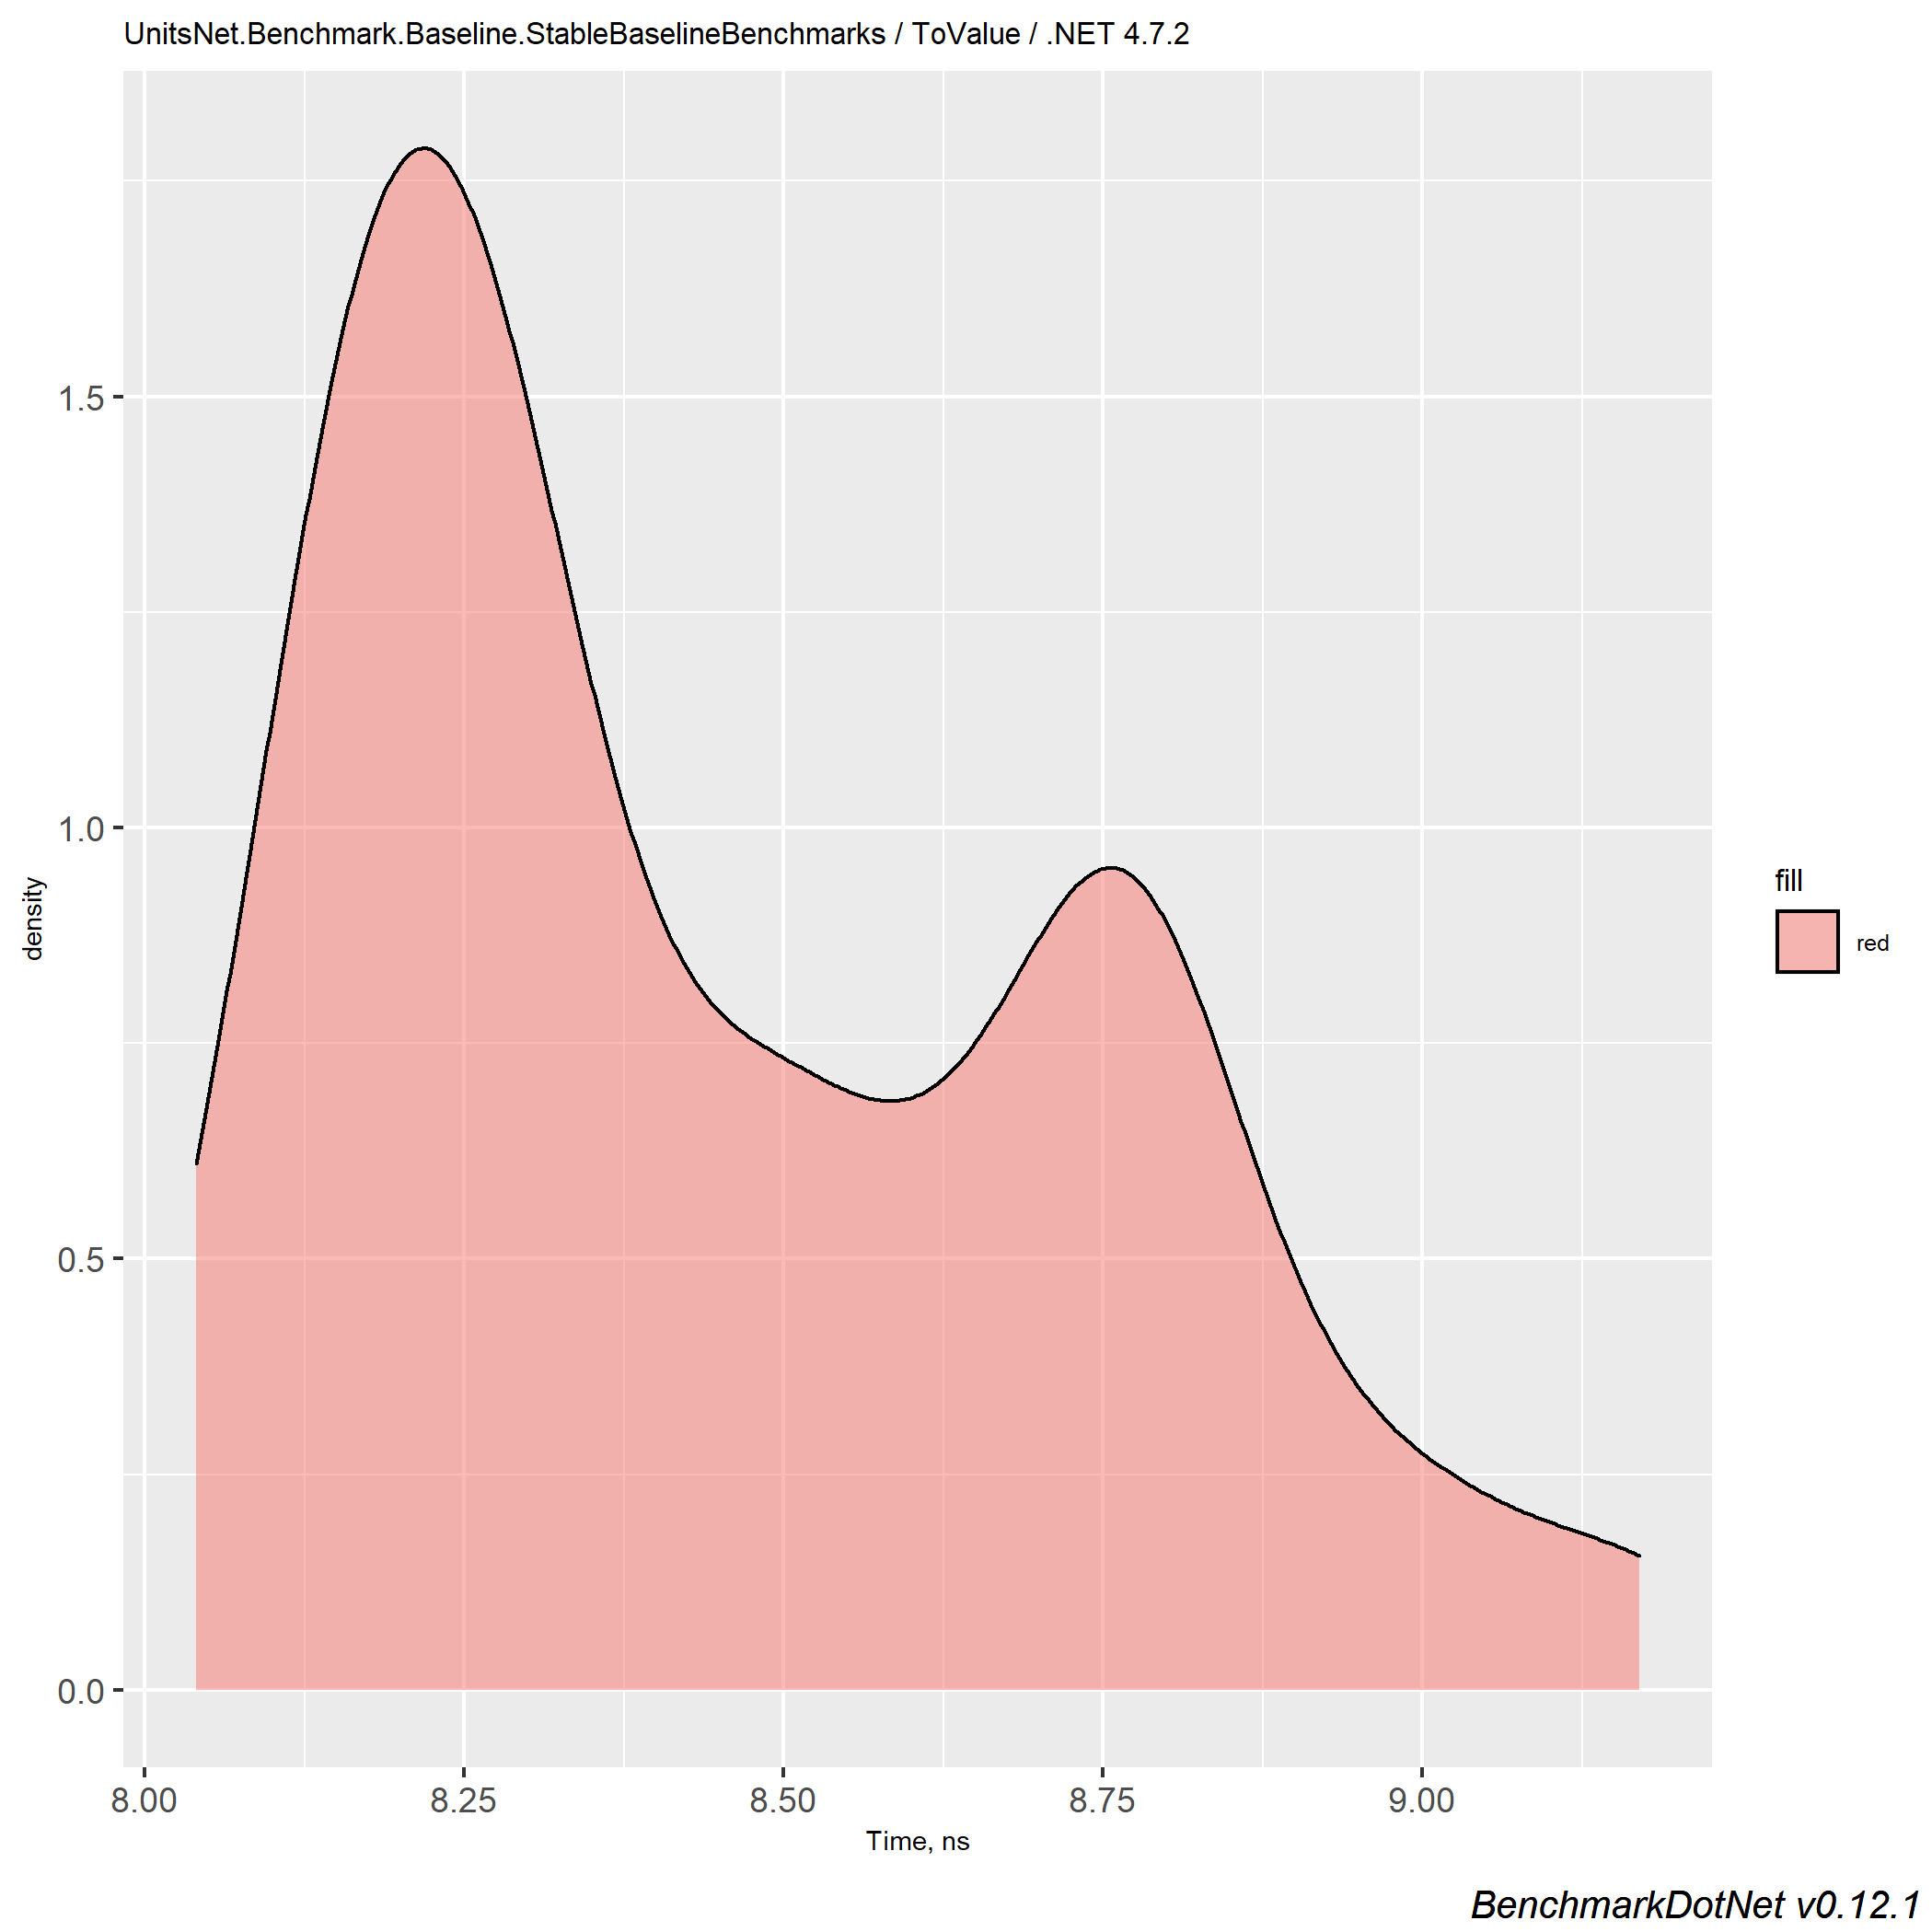 UnitsNet.Benchmark.Baseline.StableBaselineBenchmarks / ToValue / .NET 4.7.2
1.5
1.0
0.5
0.0
density
8.00 8.25 8.50 8.75 9.00
Time, ns
fill
red
BenchmarkDotNet v0.12.1